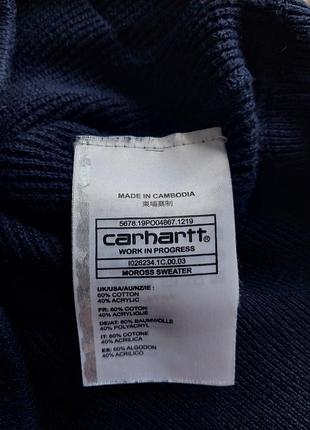 MADE IN CAMBODIA
柬埔寨制
5678.19PO04867.1219
carhartt
WORK IN PROGRESS
I026234.1C.00.03
MOROSS SWEATER
UK/USA/AU/NZ/IE :
60% COTTON
40% ACRYLIC
FR: 60% COTON
40% ACRYLIQUE
DE/AT: 60% BAUMWOLLE
40% POLYACRYL
IT: 60% COTONE
40% ACRILICA
ES: 60% ALGODON
40% ACRILICO